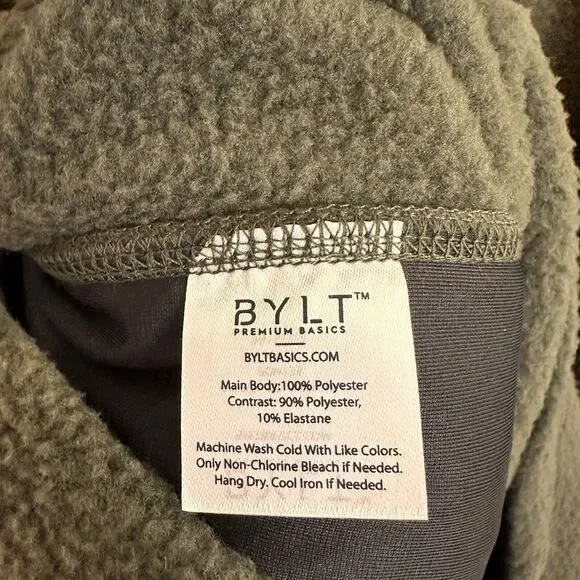 BYLT™
PREMIUM BASICS
BYLTBASICS.COM
Main Body:100% Polyester
Contrast: 90% Polyester,
10% Elastane
Machine Wash Cold With Like Colors.
Only Non-Chlorine Bleach if Needed.
Hang Dry. Cool Iron if Needed.